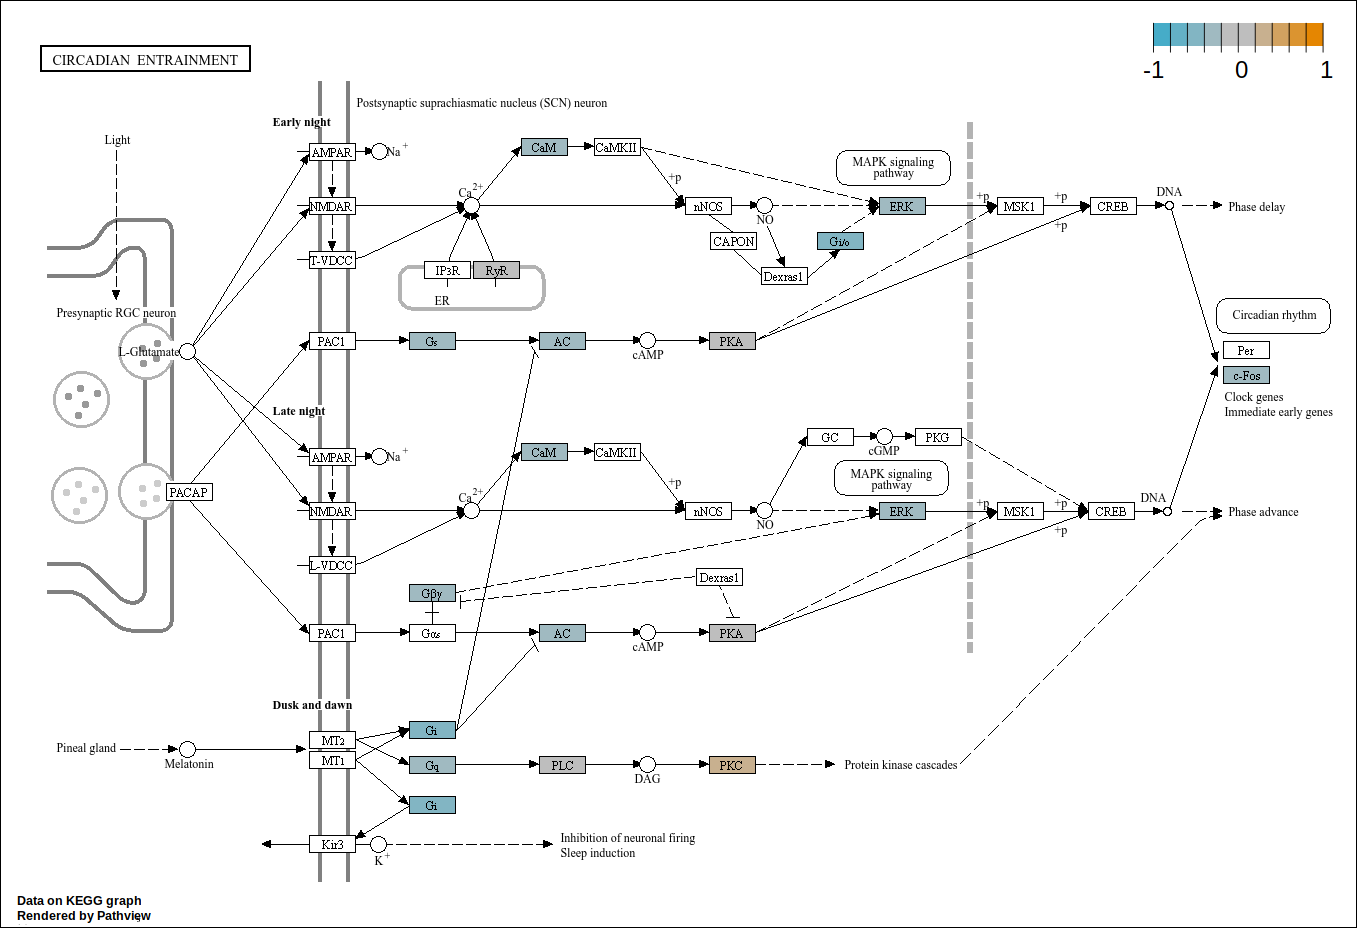 CIRCADIAN ENTRAINMENT
-1 0 1
Postsynaptic suprachiasmatic nucleus (SCN) neuron
Early night
Light
AMPAR
Na+
CaM
CaMKII
MAPK signaling
pathway
+p
Ca2+
NMDAR
nNOS
NO
ERK
+p
MSK1
+p
CREB
DNA
Phase delay
+p
CAPON
Gi/o
T-VDCC
IP3R
RyR
Dexras1
ER
Presynaptic RGC neuron
Circadian rhythm
L-Glutamate
PAC1
Gs
AC
cAMP
PKA
Per
c-Fos
Clock genes
Immediate early genes
Late night
AMPAR
Na+
CaM
CaMKII
GC
cGMP
PKG
MAPK signaling
pathway
+p
PACAP
Ca2+
NMDAR
nNOS
NO
ERK
+p
MSK1
+p
CREB
DNA
Phase advance
+p
L-VDCC
Dexras1
Gβγ
PAC1
Gαs
AC
cAMP
PKA
Dusk and dawn
Pineal gland
Melatonin
MT2
MT1
Gi
Gq
PLC
DAG
PKC
Protein kinase cascades
Gi
Kir3
K+
Inhibition of neuronal firing
Sleep induction
Data on KEGG graph
Rendered by Pathview